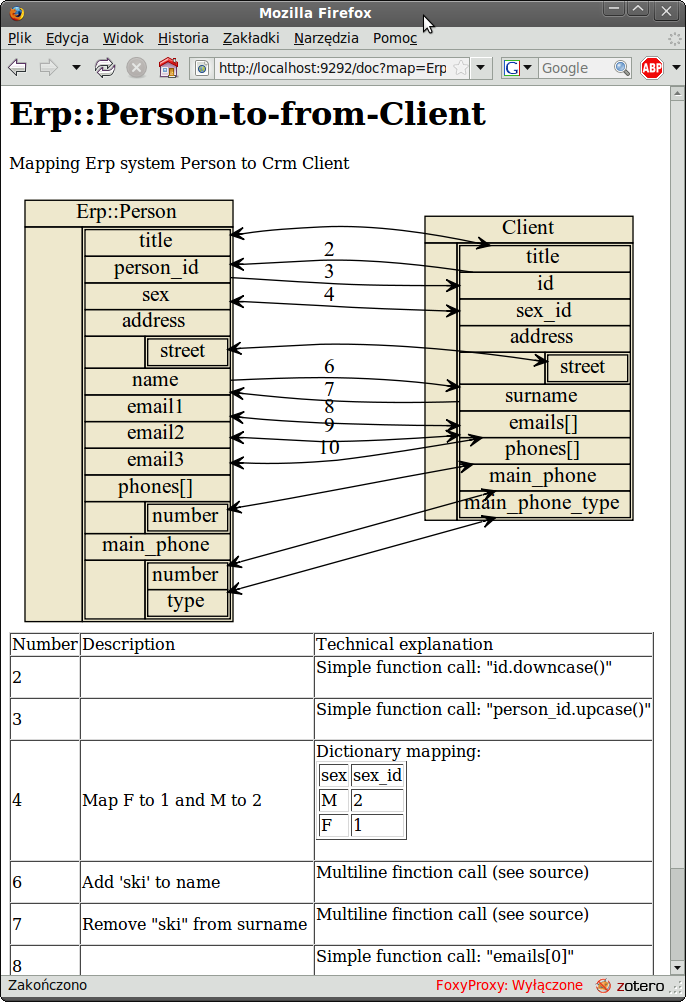 Mozilla Firefox
Plik Edycja Widok Historia Zakładki Narzędzia Pomoc
http://localhost:9292/doc?map=Erp
G Google ABP
Erp::Person-to-from-Client
Mapping Erp system Person to Crm Client
Erp::Person
title
person_id
sex
address
street
name
email1
email2
email3
phones[]
number
main_phone
number
type
2
3
4
6
7
8
9
10
Client
title
id
sex_id
address
street
surname
emails[]
phones[]
main_phone
main_phone_type
Number Description Technical explanation
2 Simple function call: "id.downcase()"
3 Simple function call: "person_id.upcase()"
4 Map F to 1 and M to 2 Dictionary mapping:
sex sex_id
M 2
F 1
6 Add 'ski' to name Multiline finction call (see source)
7 Remove "ski" from surname Multiline finction call (see source)
8 Simple function call: "emails[0]"
Zakończono FoxyProxy: Wyłączone zotero